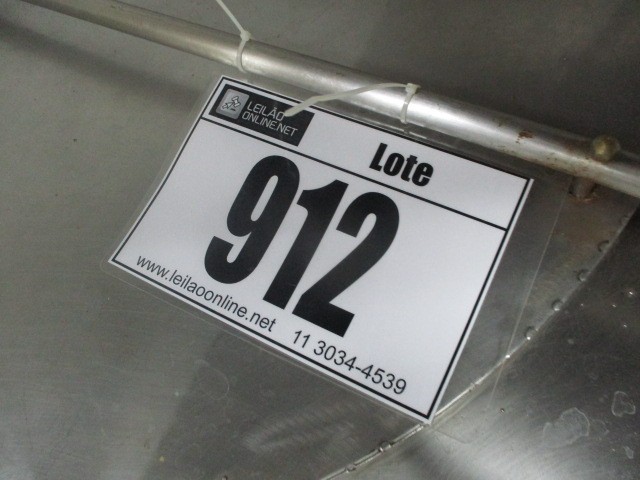 LEILÃO
ONLINE.NET
Lote
912
www.leilaoonline.net
11 3034-4539